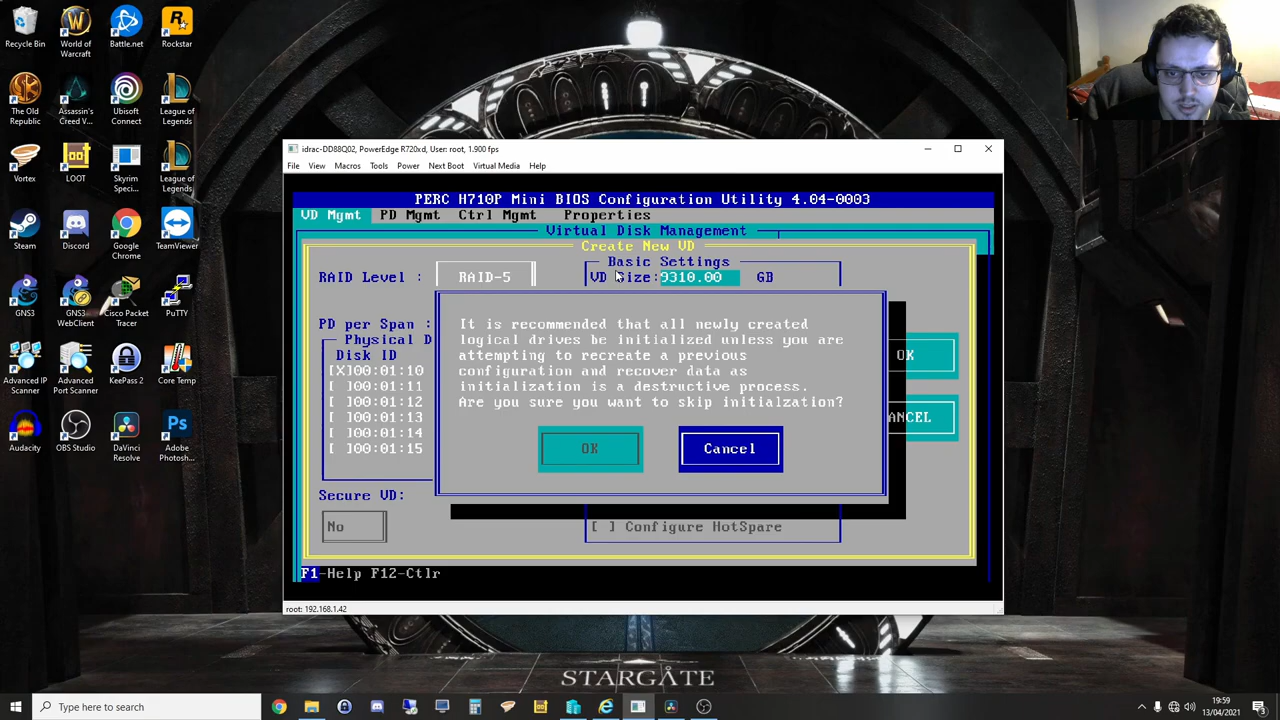 Recycle Bin
World of Warcraft
Battle.net
Rockstar
The Old Republic
Assassin's Creed V...
Ubisoft Connect
League of Legends
Vortex
LOOT
Skyrim Speci...
League of Legends
Steam
Discord
Google Chrome
TeamViewer
GNS3
GNS3 WebClient
Cisco Packet Tracer
PuTTY
Advanced IP Scanner
Advanced Port Scanner
KeePass 2
Core Temp
Audacity
OBS Studio
DaVinci Resolve
Adobe Photosh...
idrac-DD88Q02, PowerEdge R720xd, User: root, 1.900 fps
File View Macros Tools Power Next Boot Virtual Media Help
PERC H710P Mini BIOS Configuration Utility 4.04-0003
VD Mgmt PD Mgmt Ctrl Mgmt Properties
Virtual Disk Management
Create New VD
Basic Settings
RAID Level : RAID-5 VD Size: 9310.00 GB
PD per Span :
Physical D
Disk ID
[X]00:01:10
[ ]00:01:11
[ ]00:01:12
[ ]00:01:13
[ ]00:01:14
[ ]00:01:15
It is recommended that all newly created
logical drives be initialized unless you are
attempting to recreate a previous
configuration and recover data as
initialization is a destructive process.
Are you sure you want to skip initialzation?
OK Cancel
OK
ANCEL
Secure VD:
No
[ ] Configure HotSpare
F1-Help F12-Ctlr
root: 192.168.1.42
STARGATE
Type here to search
19:59
13/04/2021
3